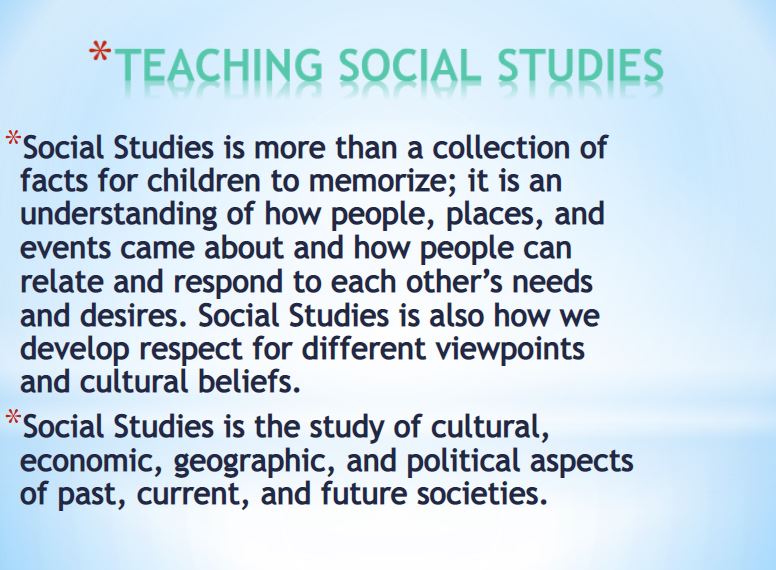 *TEACHING SOCIAL STUDIES
*Social Studies is more than a collection of
facts for children to memorize; it is an
understanding of how people, places, and
events came about and how people can
relate and respond to each other’s needs
and desires. Social Studies is also how we
develop respect for different viewpoints
and cultural beliefs.
*Social Studies is the study of cultural,
economic, geographic, and political aspects
of past, current, and future societies.